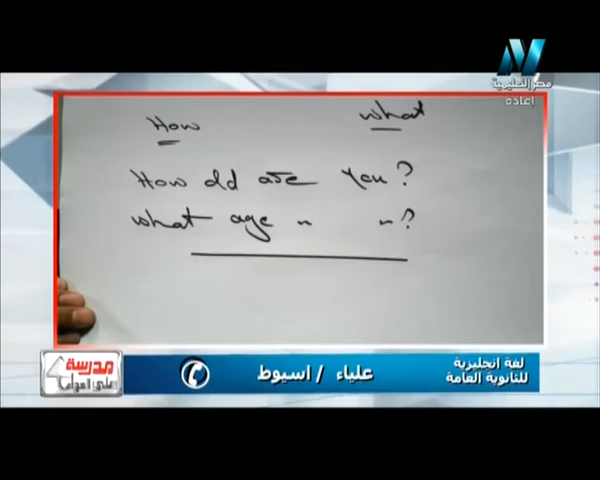 مصر التعليمية
إعادة
How what
How old are you?
what age " "?
مدرسة
على الهواء
علياء / اسيوط
لغة انجليزية
للثانوية العامة